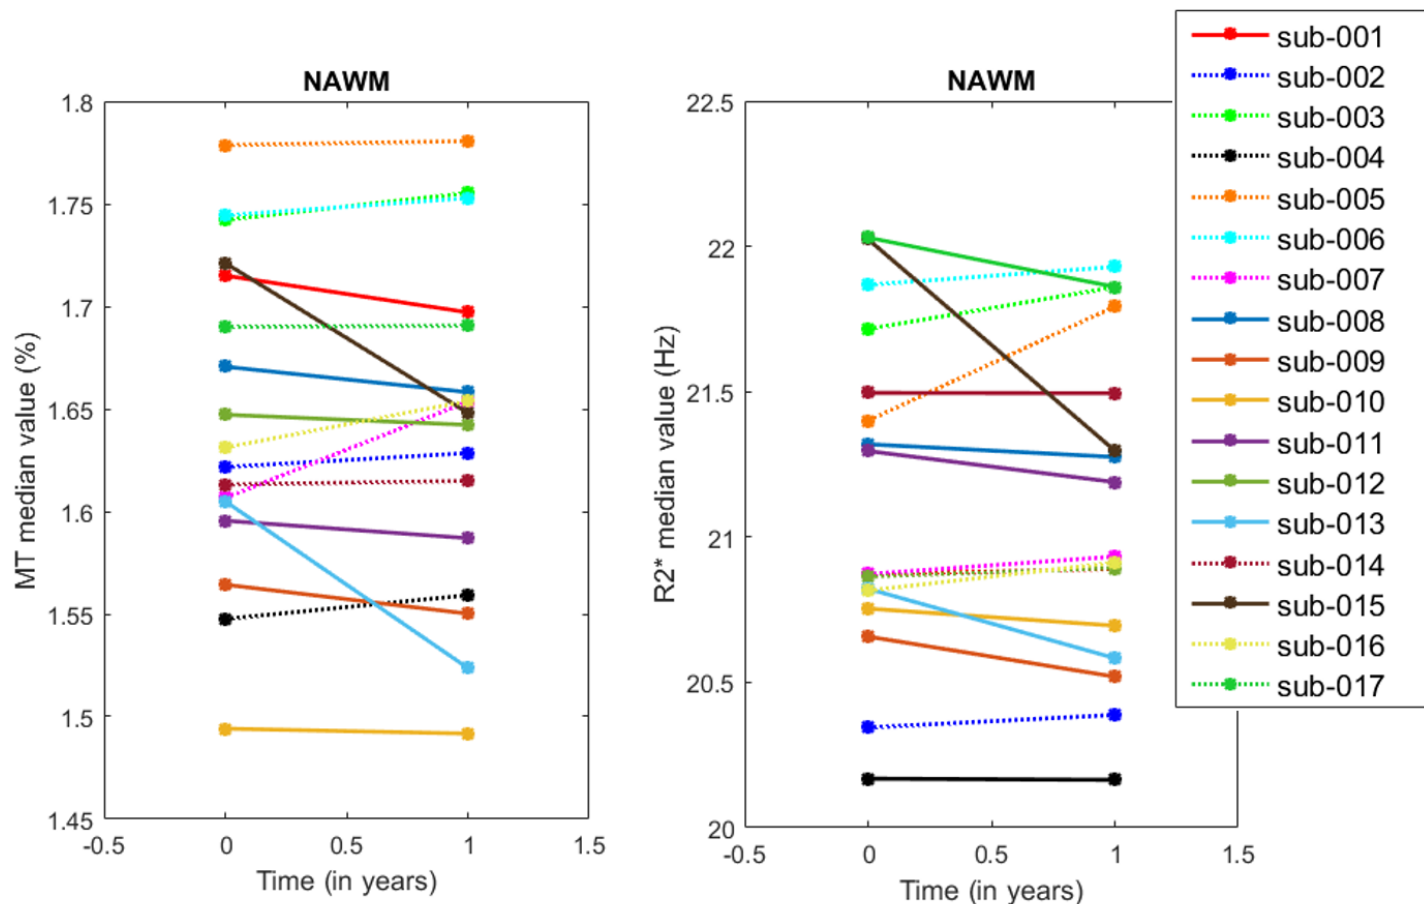 NAWM
1.8
1.75
1.7
1.65
1.6
1.55
1.5
1.45
-0.5 0 0.5 1 1.5
MT median value (%)
Time (in years)
NAWM
22.5
22
21.5
21
20.5
20
-0.5 0 0.5 1 1.5
R2* median value (Hz)
Time (in years)
sub-001
sub-002
sub-003
sub-004
sub-005
sub-006
sub-007
sub-008
sub-009
sub-010
sub-011
sub-012
sub-013
sub-014
sub-015
sub-016
sub-017